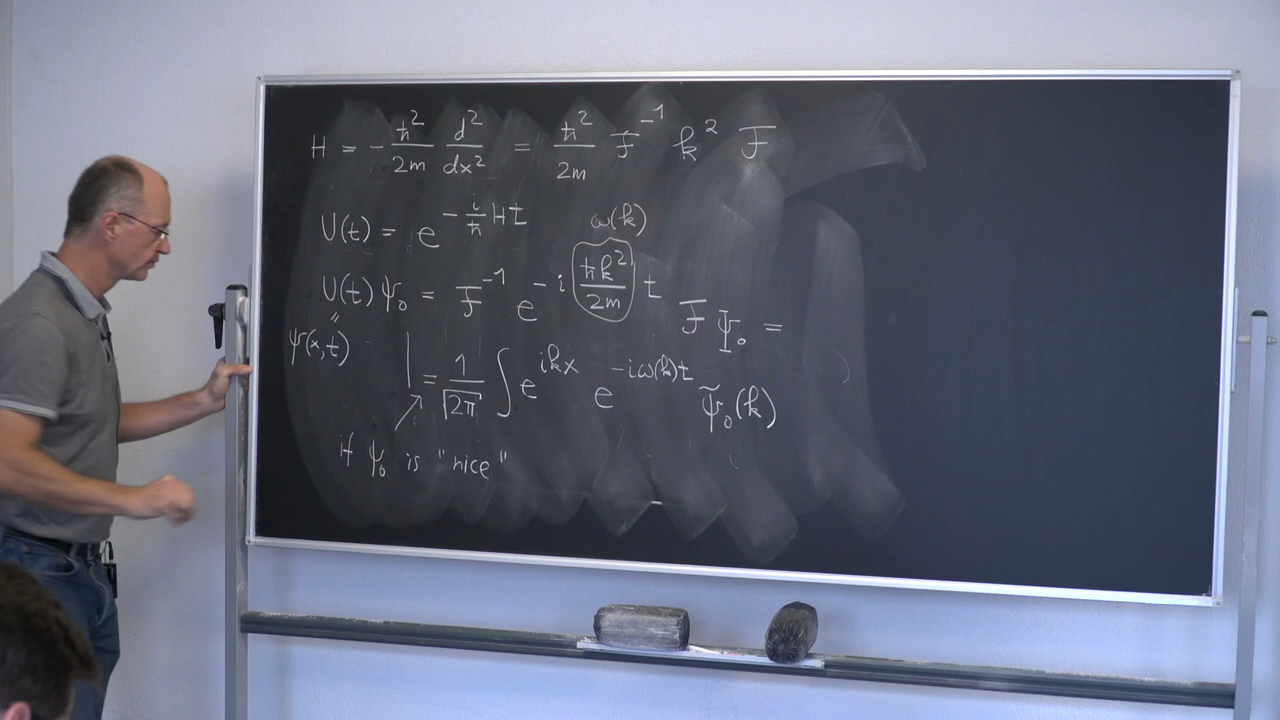 H = - ħ²/2m d²/dx² = ħ²/2m F⁻¹ k² F
U(t) = e^{-i/ħ Ht}
ω(k)
U(t) ψ₀ = F⁻¹ e^{-i ħk²/2m t} F ψ₀ =
"
ψ(x,t)
| = 1/√2π ∫ e^{ikx} e^{-iω(k)t} ψ̃₀(k)
if ψ₀ is "nice"